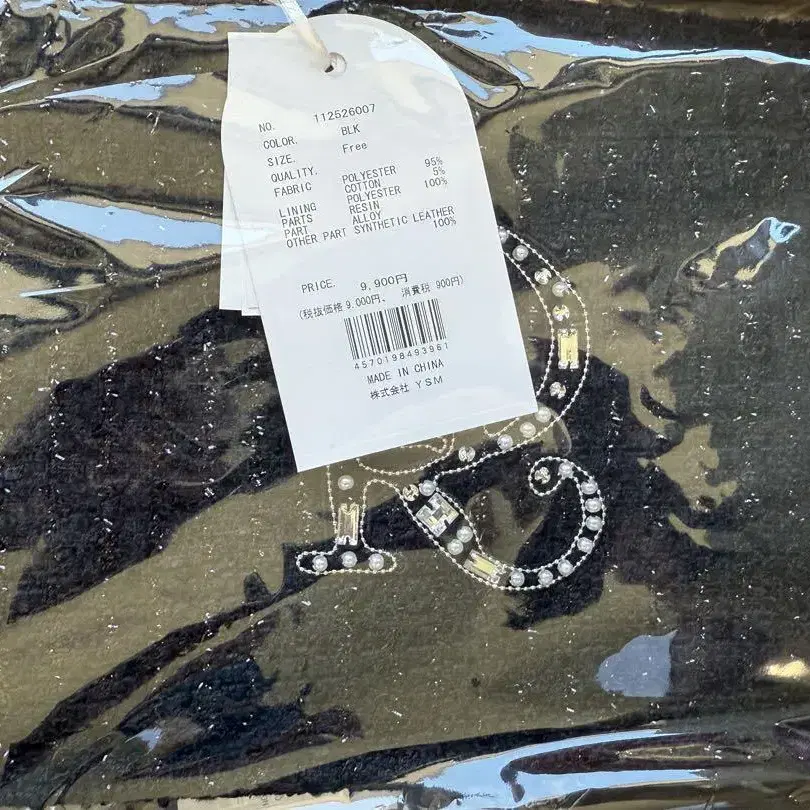 NO. 112526007
COLOR. BLK
SIZE. Free
QUALITY.
FABRIC POLYESTER 95%
COTTON 5%
LINING POLYESTER 100%
PARTS RESIN
PART ALLOY
OTHER PART SYNTHETIC LEATHER
100%
PRICE. 9,900円
(税抜価格 9,000円、 消費税 900円)
4570198493961
MADE IN CHINA
株式会社 YSM